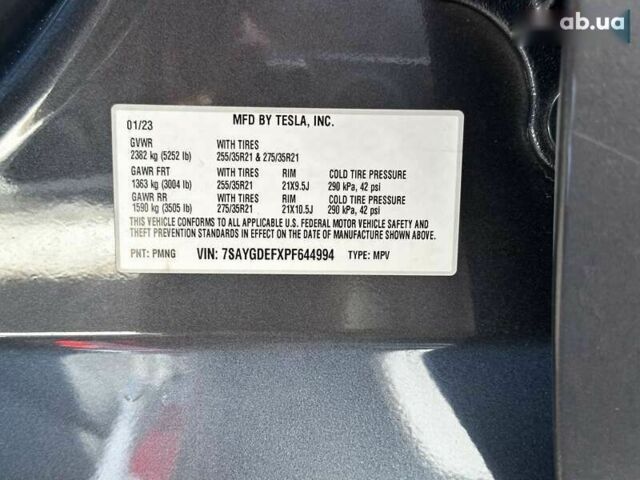 ab.ua
01/23 MFD BY TESLA, INC.
GVWR WITH TIRES
2382 kg (5252 lb) 255/35R21 & 275/35R21
GAWR FRT WITH TIRES RIM COLD TIRE PRESSURE
1363 kg (3004 lb) 255/35R21 21X9.5J 290 kPa, 42 psi
GAWR RR WITH TIRES RIM COLD TIRE PRESSURE
1590 kg (3505 lb) 275/35R21 21X10.5J 290 kPa, 42 psi
THIS VEHICLE CONFORMS TO ALL APPLICABLE U.S. FEDERAL MOTOR VEHICLE SAFETY AND
THEFT PREVENTION STANDARDS IN EFFECT ON THE DATE OF MANUFACTURE SHOWN ABOVE.
PNT: PMNG VIN: 7SAYGDEFXPF644994 TYPE: MPV